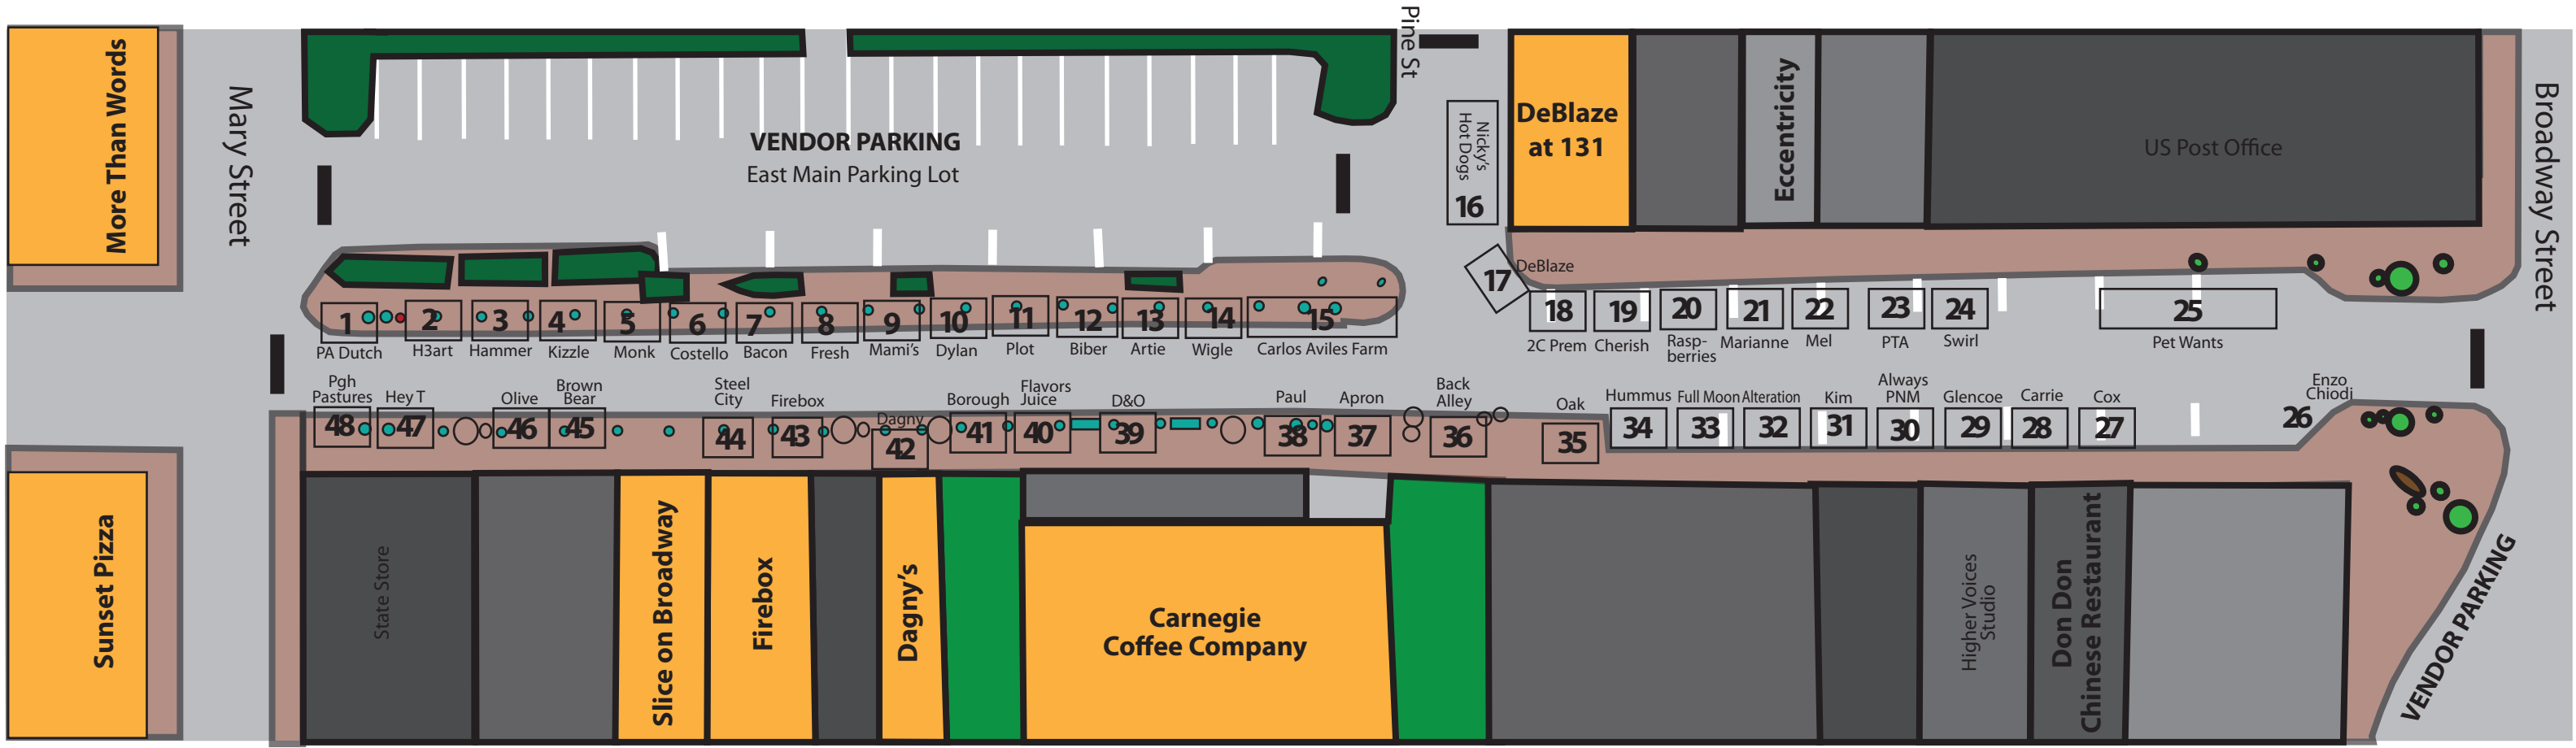 More Than Words
Mary Street
VENDOR PARKING
East Main Parking Lot
Pine St
Nicky's
Hot Dogs
16
DeBlaze
at 131
Eccentricity
US Post Office
Broadway Street
17
DeBlaze
1
2
3
4
5
6
7
8
9
10
11
12
13
14
15
18
19
20
21
22
23
24
25
PA Dutch
H3art
Hammer
Kizzle
Monk
Costello
Bacon
Fresh
Mami's
Dylan
Plot
Biber
Artie
Wigle
Carlos Aviles Farm
2C Prem
Cherish
Rasp-
berries
Marianne
Mel
PTA
Swirl
Pet Wants
Pgh
Pastures
Hey T
Olive
Brown
Bear
Steel
City
Firebox
Dagny
Borough
Flavors
Juice
D&O
Paul
Apron
Back
Alley
Oak
Hummus
Full Moon
Alteration
Kim
Always
PNM
Glencoe
Carrie
Cox
Enzo
Chiodi
48
47
46
45
44
43
42
41
40
39
38
37
36
35
34
33
32
31
30
29
28
27
26
Sunset Pizza
State Store
Slice on Broadway
Firebox
Dagny's
Carnegie
Coffee Company
Higher Voices
Studio
Don Don
Chinese Restaurant
VENDOR PARKING